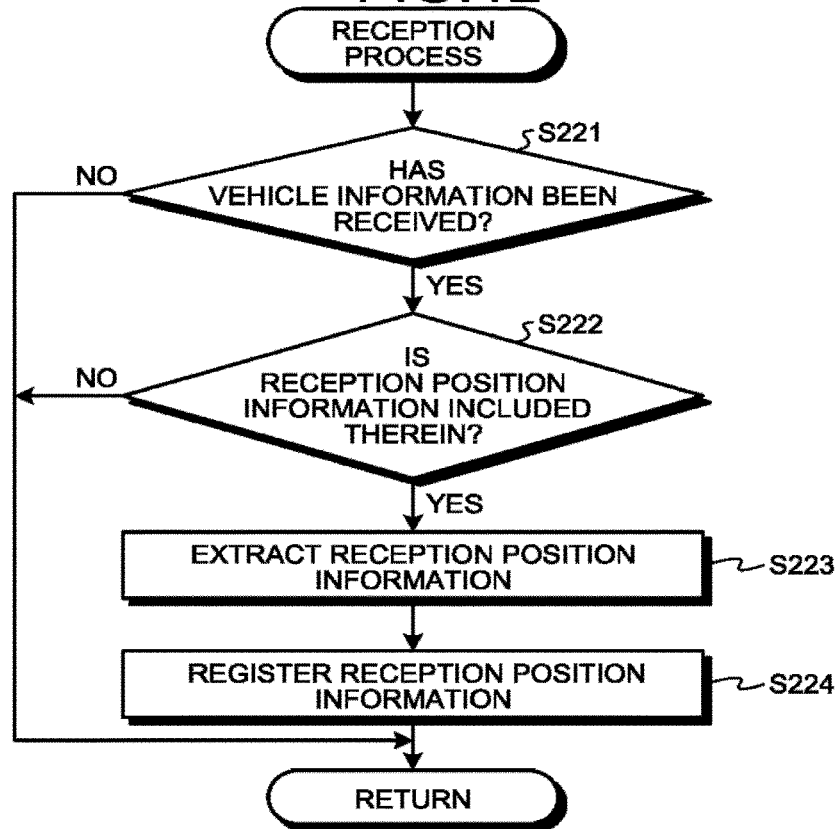 RECEPTION
PROCESS
S221
HAS
VEHICLE INFORMATION BEEN
RECEIVED?
NO
YES
S222
IS
RECEPTION POSITION
INFORMATION INCLUDED
THEREIN?
NO
YES
EXTRACT RECEPTION POSITION
INFORMATION
S223
REGISTER RECEPTION POSITION
INFORMATION
S224
RETURN